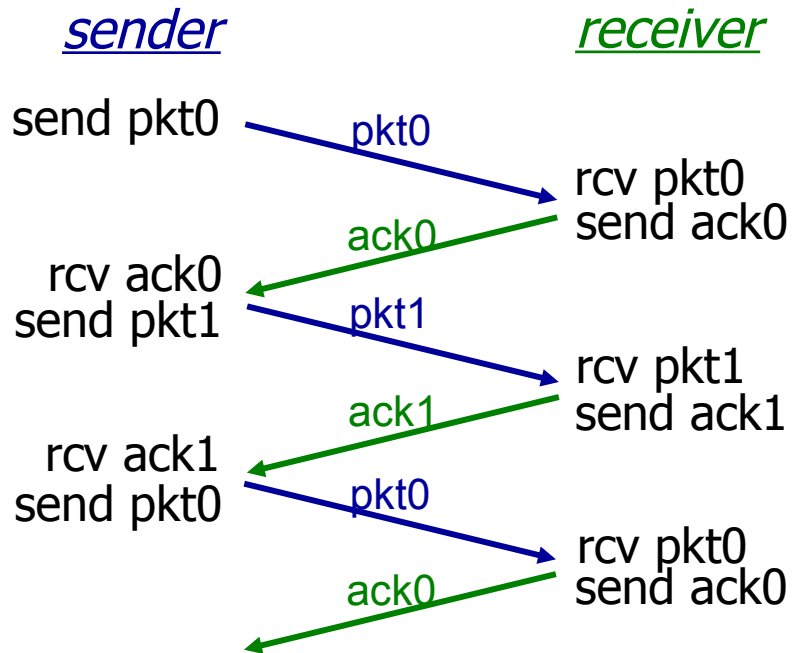 sender
receiver
send pkt0
pkt0
rcv pkt0
send ack0
ack0
rcv ack0
send pkt1
pkt1
rcv pkt1
send ack1
ack1
rcv ack1
send pkt0
pkt0
rcv pkt0
send ack0
ack0